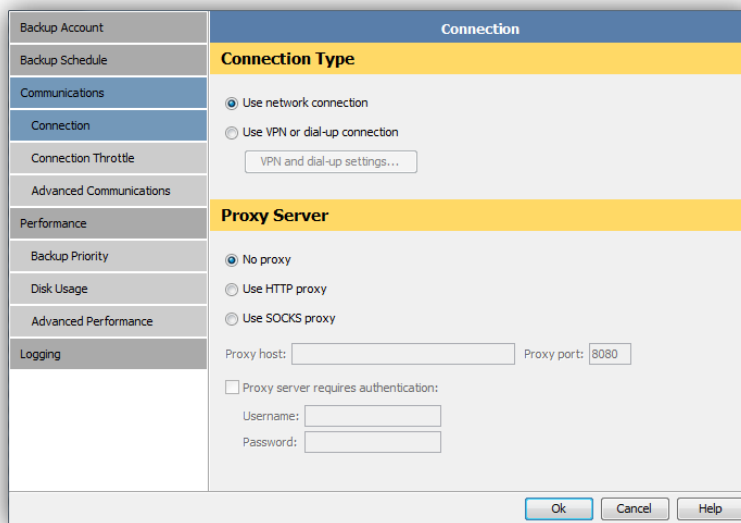 Backup Account
Backup Schedule
Communications
Connection
Connection Throttle
Advanced Communications
Performance
Backup Priority
Disk Usage
Advanced Performance
Logging
Connection
Connection Type
Use network connection
Use VPN or dial-up connection
VPN and dial-up settings...
Proxy Server
No proxy
Use HTTP proxy
Use SOCKS proxy
Proxy host: Proxy port: 8080
Proxy server requires authentication:
Username:
Password:
Ok Cancel Help